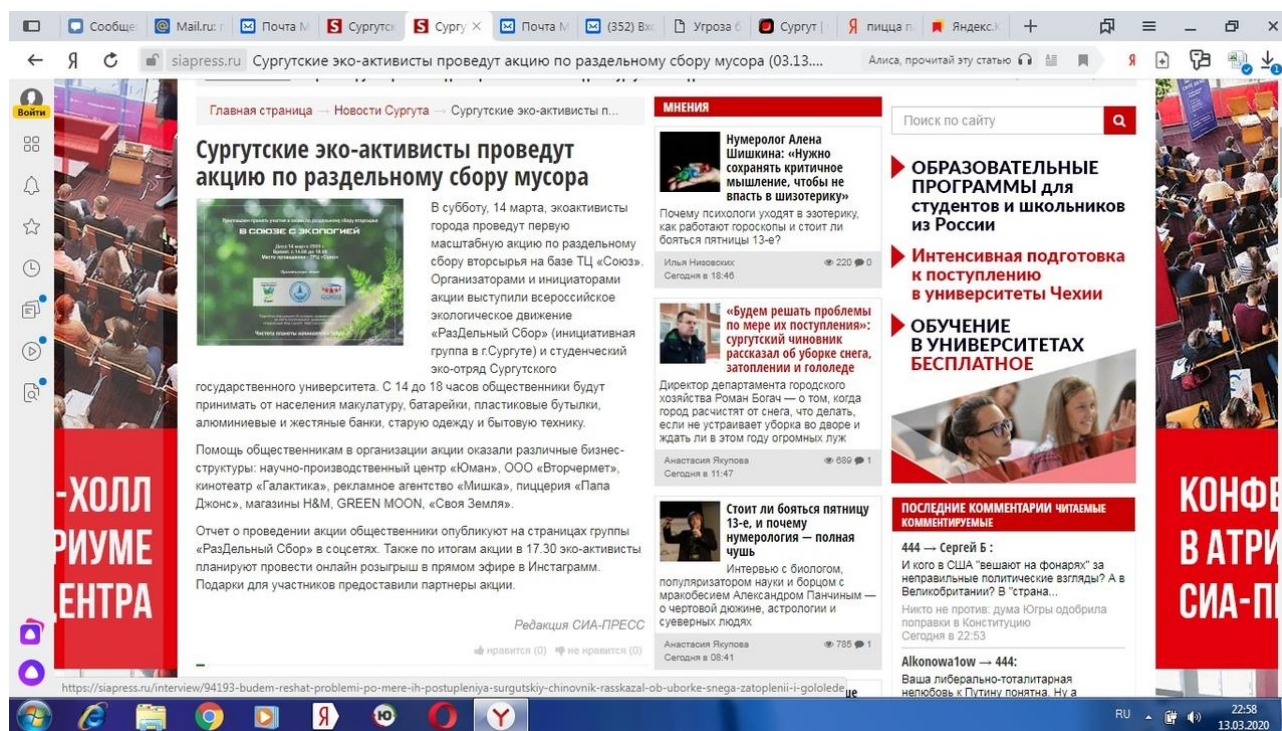 Сообще
Mail.ru: г
Почта М
Сургутск
Сургу
Почта М
(352) Вхо
Угроза б
Сургут |
пицца п
Яндекс.К
siapress.ru Сургутские эко-активисты проведут акцию по раздельному сбору мусора (03.13....
Алиса, прочитай эту статью
Войти
Главная страница → Новости Сургута → Сургутские эко-активисты п...
Сургутские эко-активисты проведут
акцию по раздельному сбору мусора
В СОЮЗЕ С ЭКОЛОГИЕЙ
В субботу, 14 марта, экоактивисты
города проведут первую
масштабную акцию по раздельному
сбору вторсырья на базе ТЦ «Союз».
Организаторами и инициаторами
акции выступили всероссийское
экологическое движение
«РазДельный Сбор» (инициативная
группа в г.Сургуте) и студенческий
эко-отряд Сургутского
государственного университета. С 14 до 18 часов общественники будут
принимать от населения макулатуру, батарейки, пластиковые бутылки,
алюминиевые и жестяные банки, старую одежду и бытовую технику.
Помощь общественникам в организации акции оказали различные бизнес-
структуры: научно-производственный центр «Юман», ООО «Вторчермет»,
кинотеатр «Галактика», рекламное агентство «Мишка», пиццерия «Папа
Джонс», магазины H&M, GREEN MOON, «Своя Земля».
Отчет о проведении акции общественники опубликуют на страницах группы
«РазДельный Сбор» в соцсетях. Также по итогам акции в 17.30 эко-активисты
планируют провести онлайн розыгрыш в прямом эфире в Инстаграмм.
Подарки для участников предоставили партнеры акции.
Редакция СИА-ПРЕСС
нравится (0) не нравится (0)
МНЕНИЯ
Нумеролог Алена
Шишкина: «Нужно
сохранять критичное
мышление, чтобы не
впасть в шизотерику»
Почему психологи уходят в эзотерику,
как работают гороскопы и стоит ли
бояться пятницы 13-е?
Илья Низовских 220 0
Сегодня в 18:46
«Будем решать проблемы
по мере их поступления»:
сургутский чиновник
рассказал об уборке снега,
затоплении и гололеде
Директор департамента городского
хозяйства Роман Богач — о том, когда
город расчистят от снега, что делать,
если не устраивает уборка во дворе и
ждать ли в этом году огромных луж
Анастасия Якупова 689 1
Сегодня в 11:47
Стоит ли бояться пятницу
13-е, и почему
нумерология — полная
чушь
Интервью с биологом,
популяризатором науки и борцом с
мракобесием Александром Панчиным —
о чертовой дюжине, астрологии и
суеверных людях
Анастасия Якупова 785 1
Сегодня в 08:41
Поиск по сайту
ОБРАЗОВАТЕЛЬНЫЕ
ПРОГРАММЫ для
студентов и школьников
из России
Интенсивная подготовка
к поступлению
в университеты Чехии
ОБУЧЕНИЕ
В УНИВЕРСИТЕТАХ
БЕСПЛАТНОЕ
ПОСЛЕДНИЕ КОММЕНТАРИИ ЧИТАЕМЫЕ
КОММЕНТИРУЕМЫЕ
444 → Сергей Б :
И кого в США "вешают на фонарях" за
неправильные политические взгляды? А в
Великобритании? В "страна...
Никто не против: дума Югры одобрила
поправки в Конституцию
Сегодня в 22:53
Alkonowa1ow → 444:
Ваша либерально-тоталитарная
нелюбовь к Путину понятна. Ну а
-ХОЛЛ
РИУМЕ
ЕНТРА
КОНФЕ
В АТРИ
СИА-П
https://siapress.ru/interview/94193-budem-reshat-problemi-po-mere-ih-postupleniya-surgutskiy-chinovnik-rasskazal-ob-uborke-snega-zatoplenii-i-gololede
RU
22:58
13.03.2020